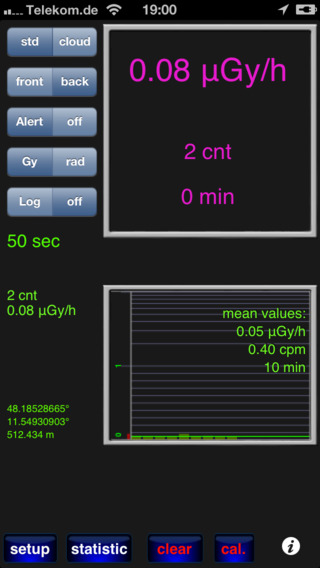 Telekom.de 19:00
std cloud
front back
Alert off
Gy rad
Log off
50 sec
0.08 µGy/h
2 cnt
0 min
2 cnt
0.08 µGy/h
48.18528665°
11.54930903°
512.434 m
mean values:
0.05 µGy/h
0.40 cpm
10 min
1
0
setup statistic clear cal. i